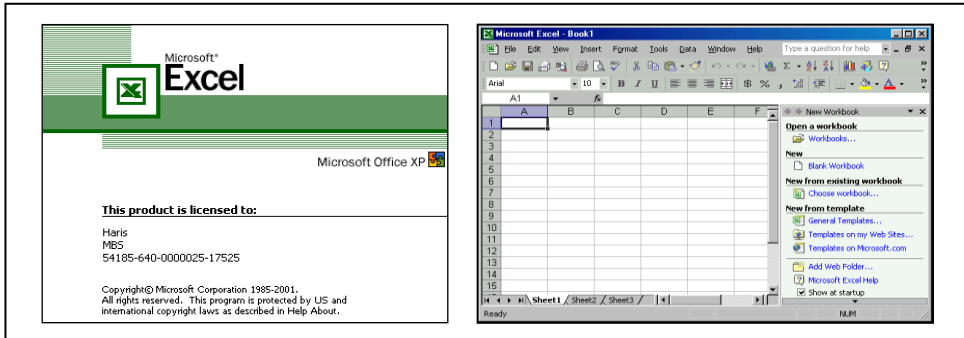 Microsoft®
Excel
Microsoft Office XP
This product is licensed to:
Haris
MBS
54185-640-0000025-17525
Copyright© Microsoft Corporation 1985-2001.
All rights reserved. This program is protected by US and
international copyright laws as described in Help About.
Microsoft Excel - Book1
File Edit View Insert Format Tools Data Window Help Type a question for help
Arial 10 B I U $ % ,
A1 fx
New Workbook
A B C D E F
1
2
3
4
5
6
7
8
9
10
11
12
13
14
15
Open a workbook
Workbooks...
New
Blank Workbook
New from existing workbook
Choose workbook...
New from template
General Templates...
Templates on my Web Sites...
Templates on Microsoft.com
Add Web Folder...
Microsoft Excel Help
Show at startup
Sheet1 Sheet2 Sheet3
Ready NUM